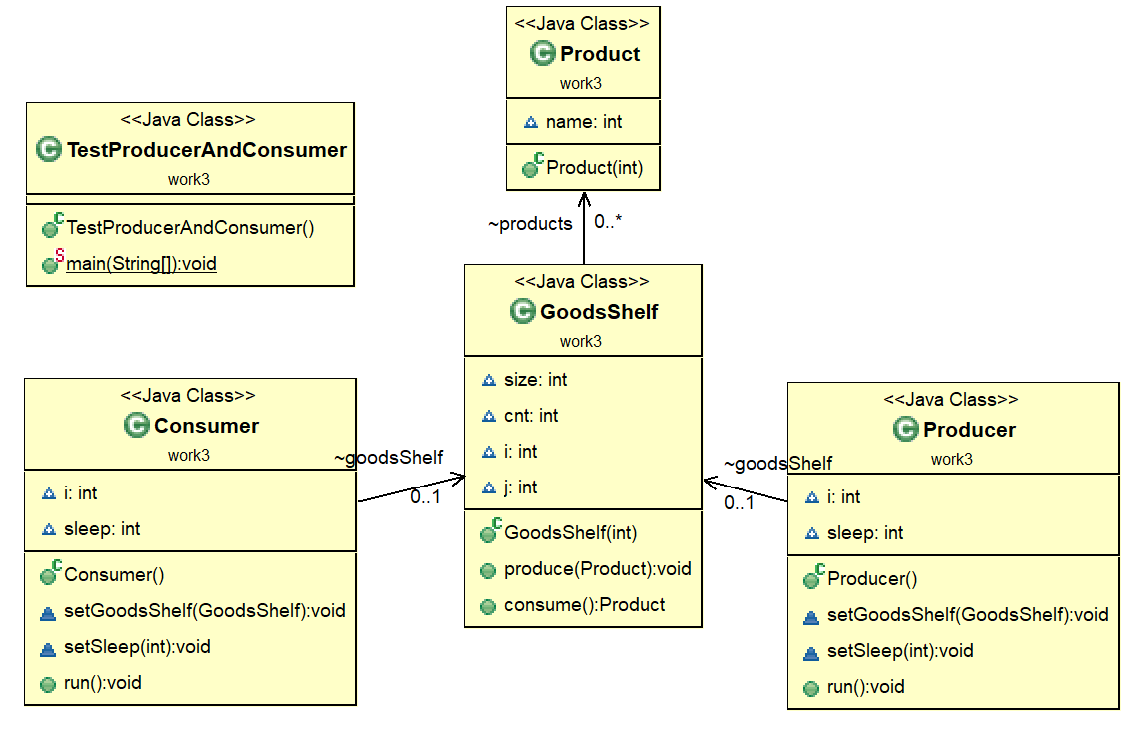 <<Java Class>>
Product
work3
name: int
Product(int)
~products
0..*
<<Java Class>>
TestProducerAndConsumer
work3
TestProducerAndConsumer()
main(String[]):void
<<Java Class>>
GoodsShelf
work3
size: int
cnt: int
i: int
j: int
GoodsShelf(int)
produce(Product):void
consume():Product
<<Java Class>>
Consumer
work3
i: int
sleep: int
Consumer()
setGoodsShelf(GoodsShelf):void
setSleep(int):void
run():void
~goodsShelf
0..1
~goodsShelf
0..1
<<Java Class>>
Producer
work3
i: int
sleep: int
Producer()
setGoodsShelf(GoodsShelf):void
setSleep(int):void
run():void